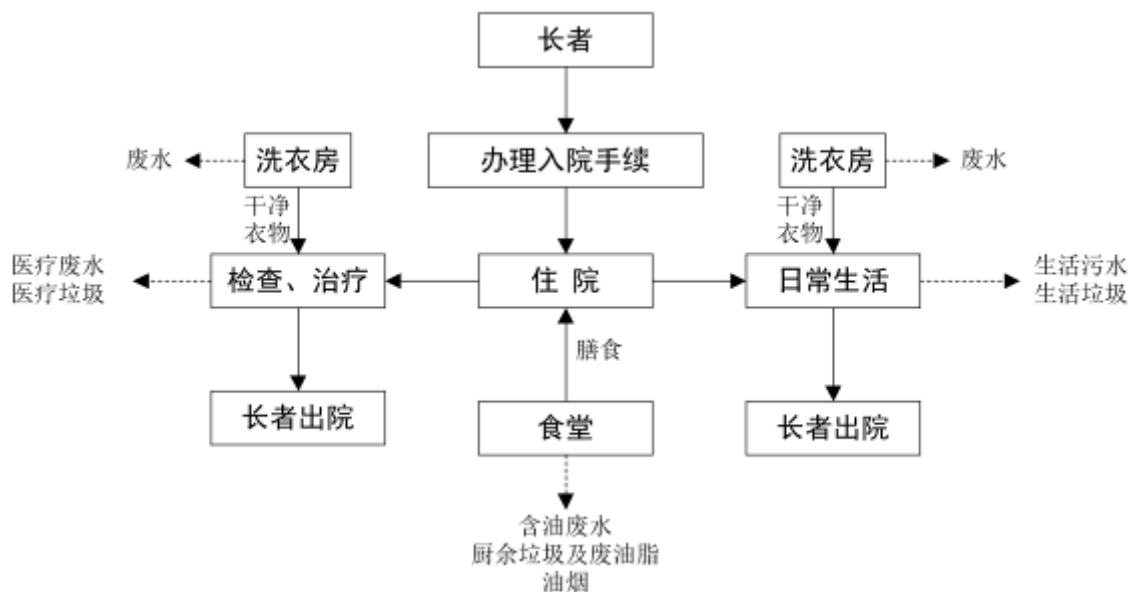 长者
废水
洗衣房
办理入院手续
洗衣房
废水
干净
衣物
干净
衣物
医疗废水
医疗垃圾
检查、治疗
住 院
日常生活
生活污水
生活垃圾
膳食
长者出院
食堂
长者出院
含油废水
厨余垃圾及废油脂
油烟